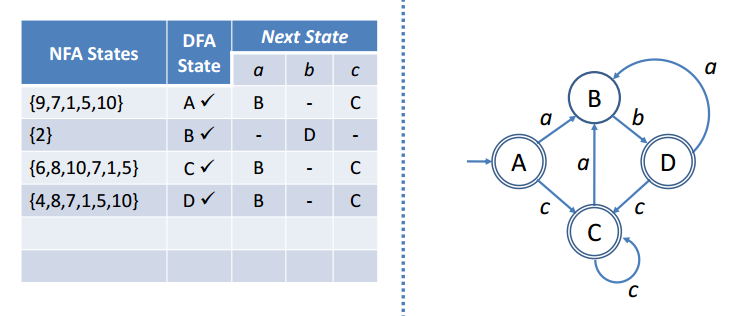 NFA States DFA State Next State
a b c
{9,7,1,5,10} A ✓ B - C
{2} B ✓ - D -
{6,8,10,7,1,5} C ✓ B - C
{4,8,7,1,5,10} D ✓ B - C
a
B
a b
A a D
c c
C
c